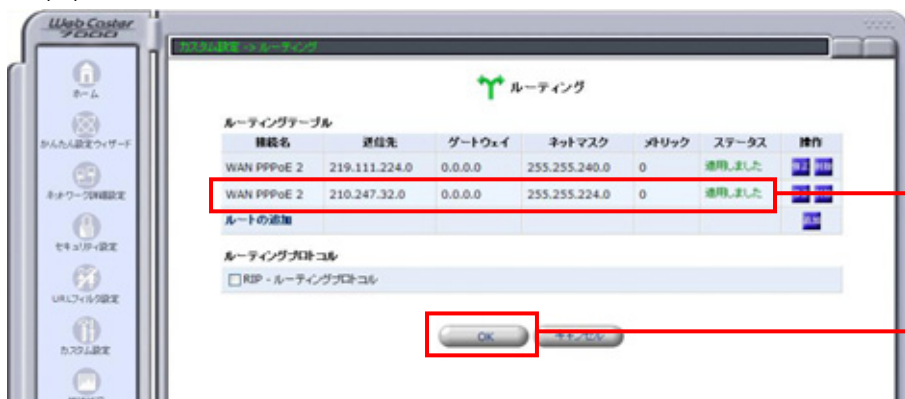 Web Caster
7000
カスタム設定 -> ルーティング
ホーム
かんたん設定ウィザード
ネットワーク詳細設定
セキュリティ設定
URLフィルタ設定
カスタム設定
ルーティング
ルーティングテーブル
接続名 送信先 ゲートウェイ ネットマスク メトリック ステータス 操作
WAN PPPoE 2 219.111.224.0 0.0.0.0 255.255.240.0 0 適用しました
WAN PPPoE 2 210.247.32.0 0.0.0.0 255.255.224.0 0 適用しました
ルートの追加
ルーティングプロトコル
RIP - ルーティングプロトコル
OK キャンセル